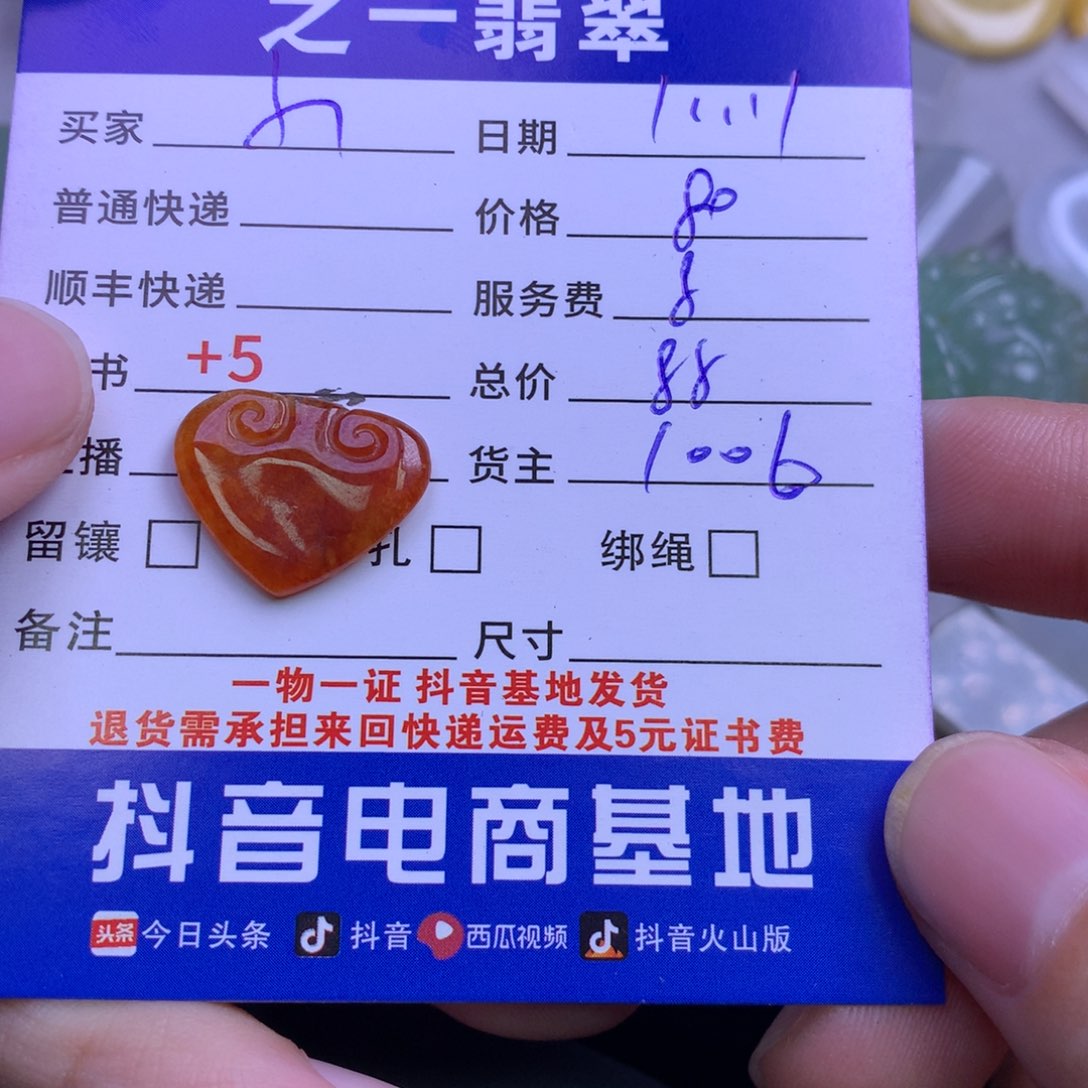 之一翡翠
买家 日期
普通快递 价格 80
顺丰快递 服务费 8
书 +5 总价 88
播 货主 1006
留镶 孔 绑绳
备注 尺寸
一物一证 抖音基地发货
退货需承担来回快递运费及5元证书费
抖音电商基地
头条 今日头条 抖音 西瓜视频 抖音火山版